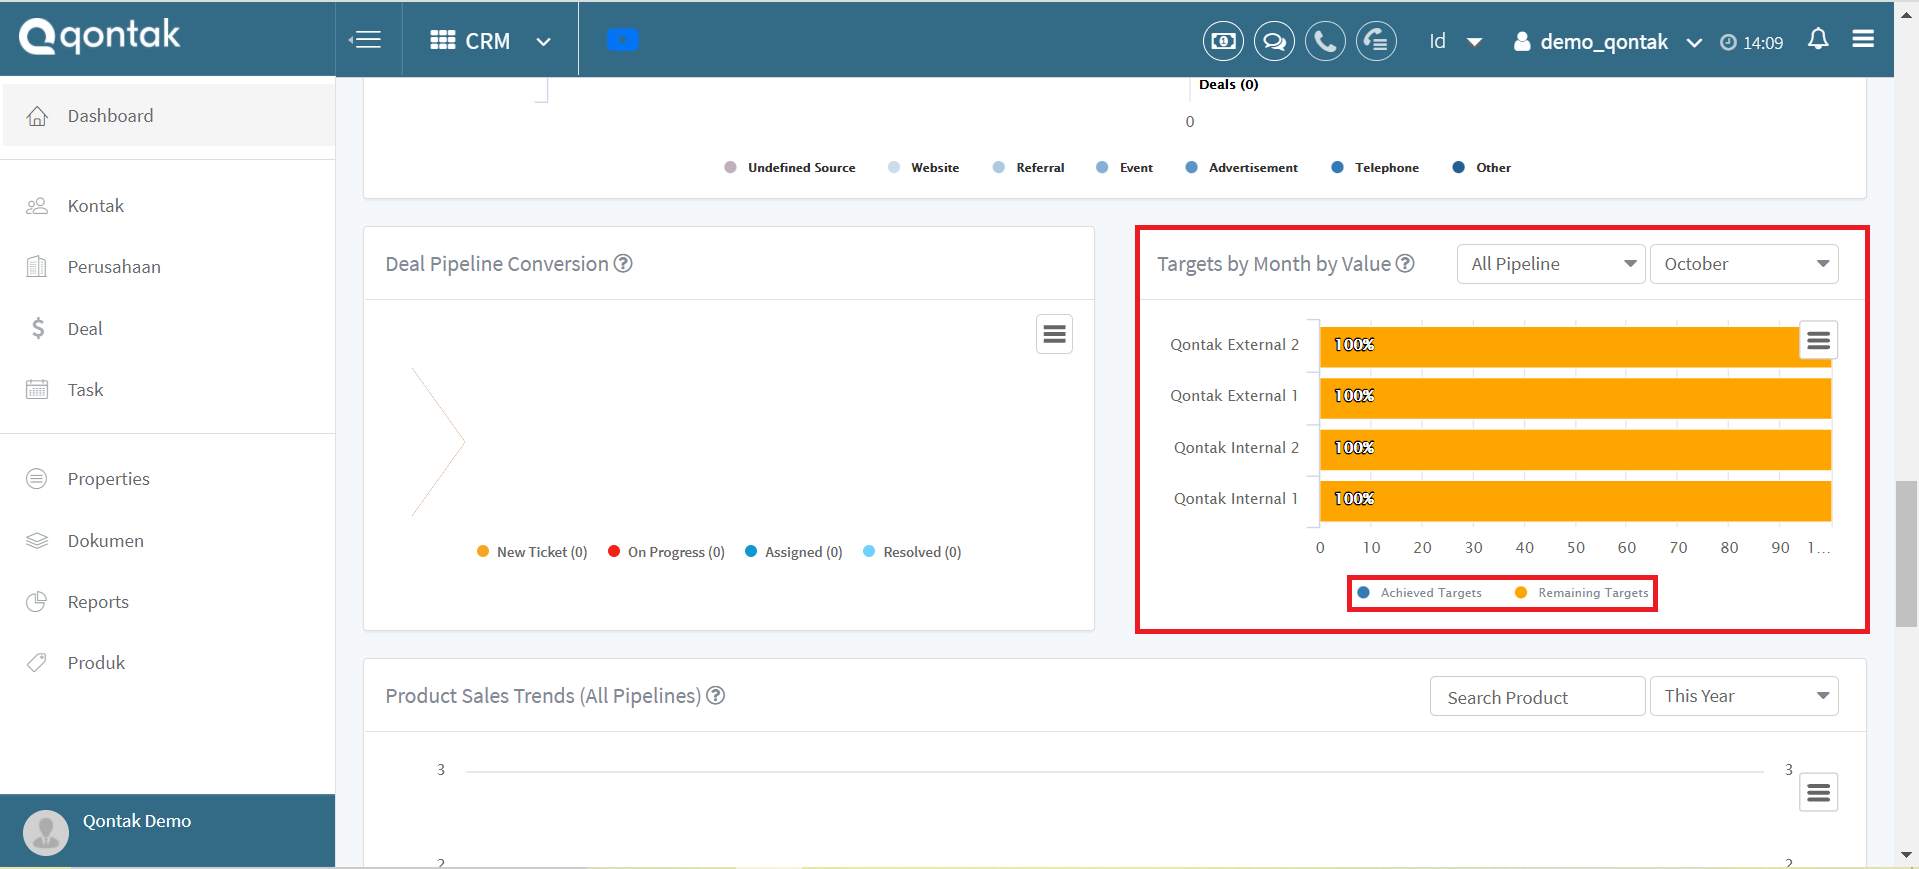 qontak
CRM
Id
demo_qontak
14:09
Dashboard
Kontak
Perusahaan
Deal
Task
Properties
Dokumen
Reports
Produk
Qontak Demo
Deals (0)
0
Undefined Source Website Referral Event Advertisement Telephone Other
Deal Pipeline Conversion ?
New Ticket (0) On Progress (0) Assigned (0) Resolved (0)
Targets by Month by Value ?
All Pipeline
October
Qontak External 2 100%
Qontak External 1 100%
Qontak Internal 2 100%
Qontak Internal 1 100%
0 10 20 30 40 50 60 70 80 90 1...
Achieved Targets Remaining Targets
Product Sales Trends (All Pipelines) ?
Search Product
This Year
3 3
2 2